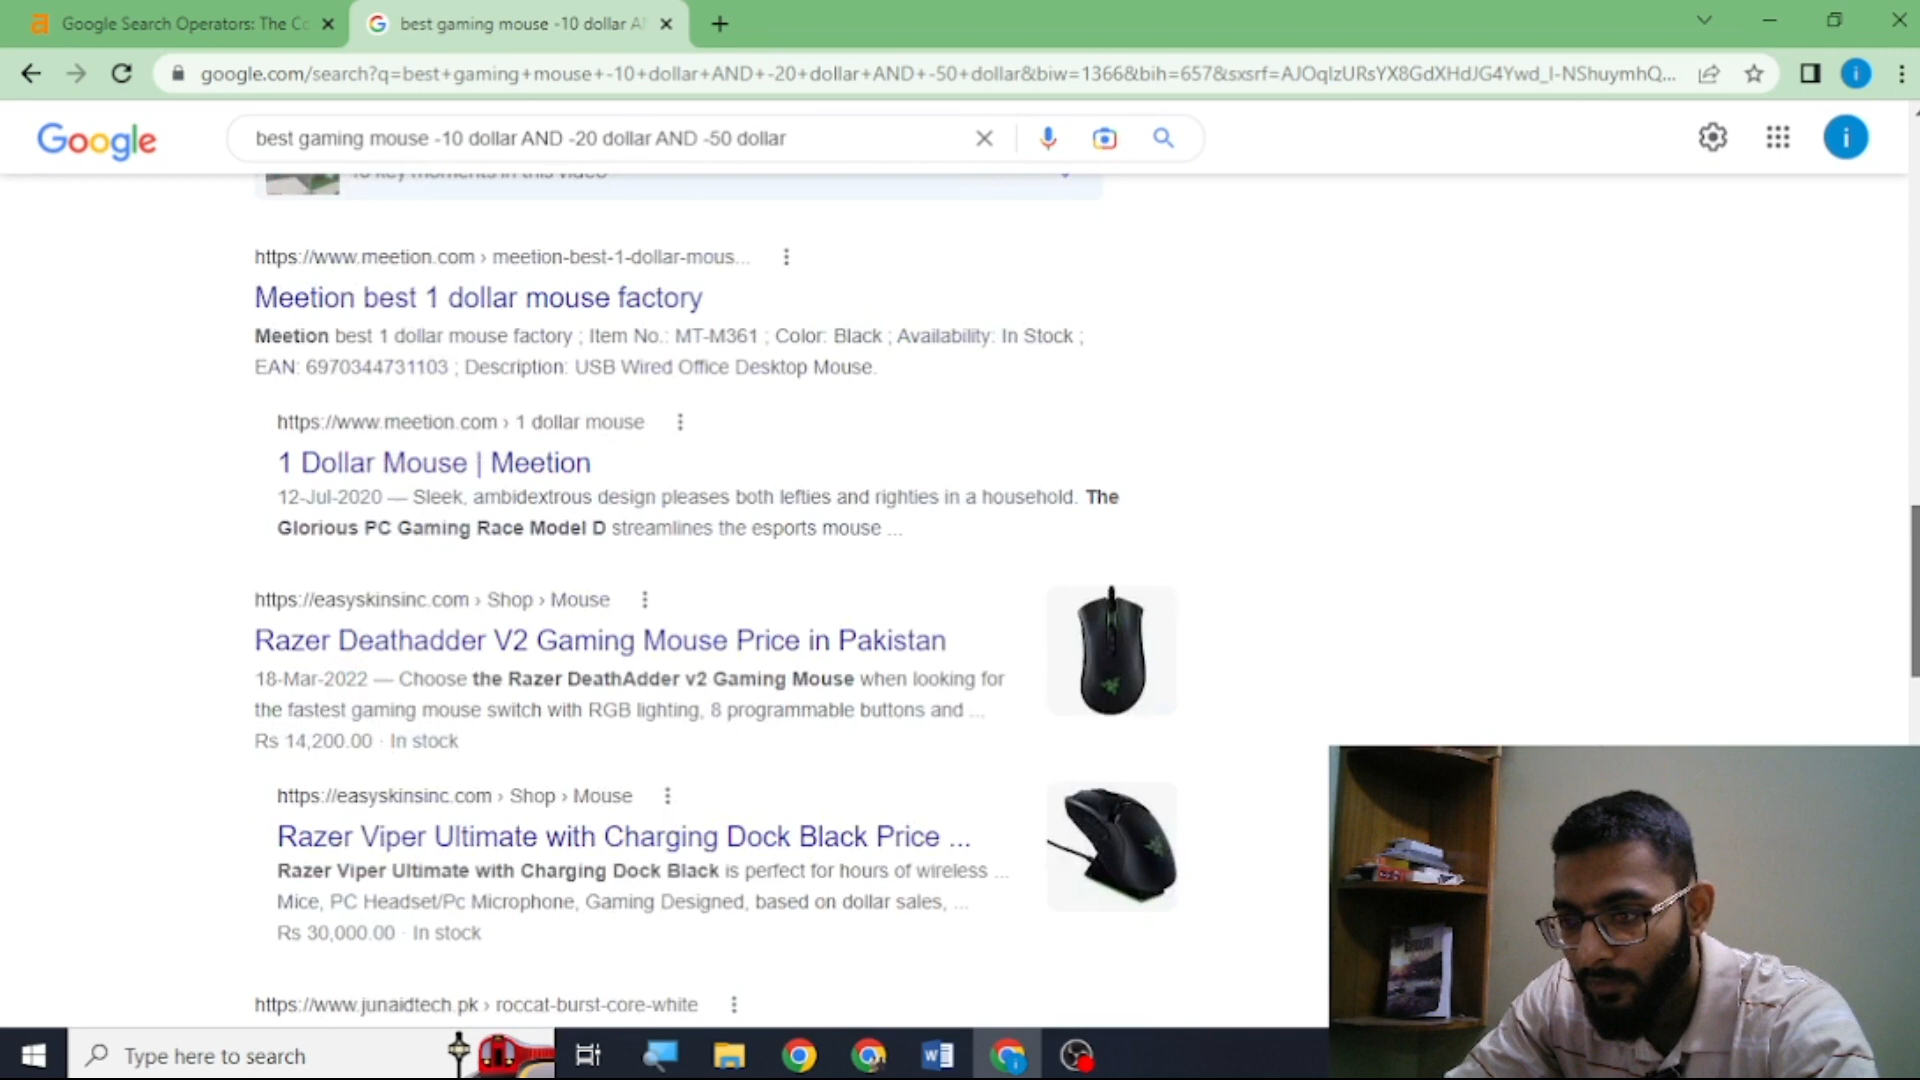 Google Search Operators: The Co
best gaming mouse -10 dollar A
google.com/search?q=best+gaming+mouse+-10+dollar+AND+-20+dollar+AND+-50+dollar&biw=1366&bih=657&sxsrf=AJOqlzURsYX8GdXHdJG4Ywd_l-NShuymhQ...
i
Google
best gaming mouse -10 dollar AND -20 dollar AND -50 dollar
i
10 key moments in this video
https://www.meetion.com › meetion-best-1-dollar-mous...
Meetion best 1 dollar mouse factory
Meetion best 1 dollar mouse factory ; Item No.: MT-M361 ; Color: Black ; Availability: In Stock ;
EAN: 6970344731103 ; Description: USB Wired Office Desktop Mouse.
https://www.meetion.com › 1 dollar mouse
1 Dollar Mouse | Meetion
12-Jul-2020 — Sleek, ambidextrous design pleases both lefties and righties in a household. The
Glorious PC Gaming Race Model D streamlines the esports mouse ...
https://easyskinsinc.com › Shop › Mouse
Razer Deathadder V2 Gaming Mouse Price in Pakistan
18-Mar-2022 — Choose the Razer DeathAdder v2 Gaming Mouse when looking for
the fastest gaming mouse switch with RGB lighting, 8 programmable buttons and ...
Rs 14,200.00 · In stock
https://easyskinsinc.com › Shop › Mouse
Razer Viper Ultimate with Charging Dock Black Price ...
Razer Viper Ultimate with Charging Dock Black is perfect for hours of wireless ...
Mice, PC Headset/Pc Microphone, Gaming Designed, based on dollar sales, ...
Rs 30,000.00 · In stock
https://www.junaidtech.pk › roccat-burst-core-white
Type here to search